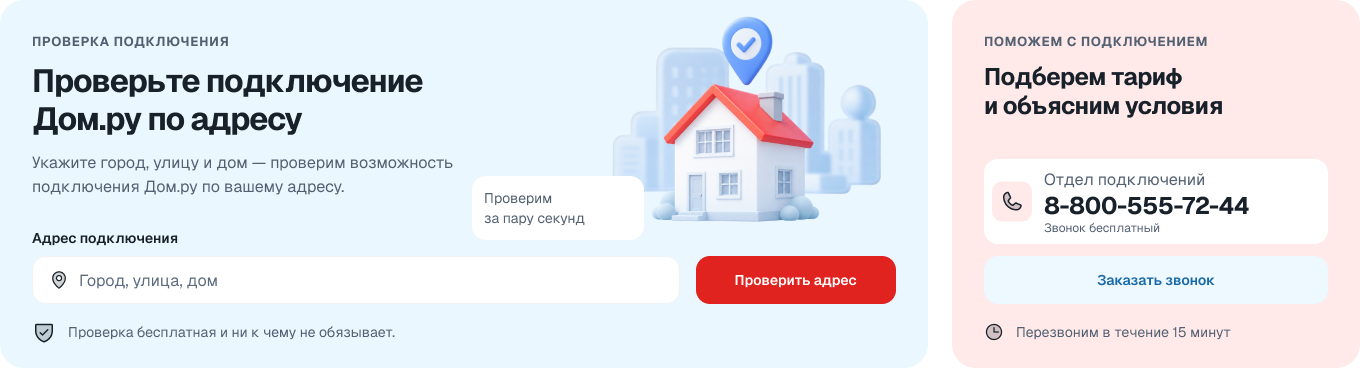 ПРОВЕРКА ПОДКЛЮЧЕНИЯ
Проверьте подключение
Дом.ру по адресу
Укажите город, улицу и дом — проверим возможность
подключения Дом.ру по вашему адресу.
Проверим
за пару секунд
Адрес подключения
Город, улица, дом
Проверить адрес
Проверка бесплатная и ни к чему не обязывает.
ПОМОЖЕМ С ПОДКЛЮЧЕНИЕМ
Подберем тариф
и объясним условия
Отдел подключений
8-800-555-72-44
Звонок бесплатный
Заказать звонок
Перезвоним в течение 15 минут